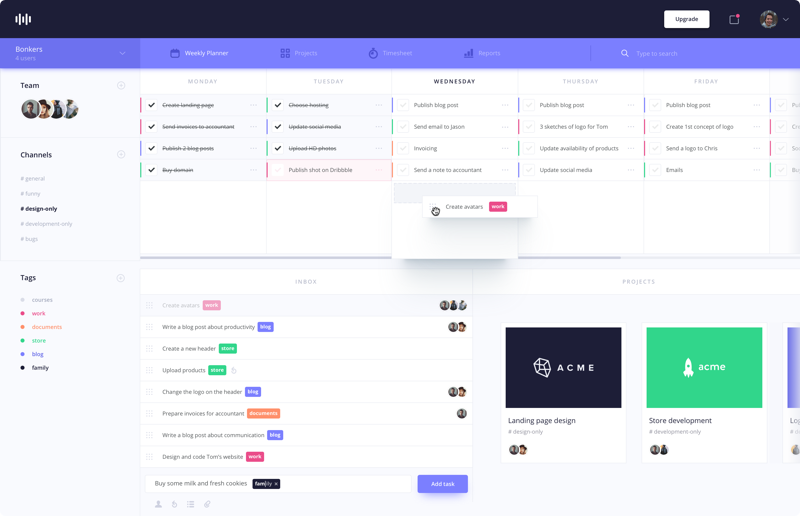 Upgrade
Bonkers
4 users
Weekly Planner
Projects
Timesheet
Reports
Type to search
Team
Channels
# general
# funny
# design-only
# development-only
# bugs
Tags
courses
work
documents
store
blog
family
MONDAY
TUESDAY
WEDNESDAY
THURSDAY
FRIDAY
Create landing page
Choose hosting
Publish blog post
Publish blog post
Publish blog post
Send invoices to accountant
Update social media
Send email to Jason
3 sketches of logo for Tom
Create 1st concept of logo
Publish 2 blog posts
Upload HD photos
Invoicing
Update availability of products
Send a logo to Chris
Buy domain
Publish shot on Dribbble
Send a note to accountant
Update social media
Emails
Create avatars work
INBOX
Create avatars work
Write a blog post about productivity blog
Create a new header store
Upload products store
Change the logo on the header blog
Prepare invoices for accountant documents
Write a blog post about communication blog
Design and code Tom's website work
Buy some milk and fresh cookies family ×
Add task
PROJECTS
ACME
Landing page design
# design-only
acme
Store development
# development-only